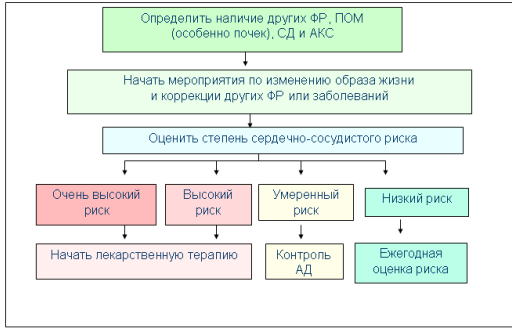 Определить наличие других ФР, ПОМ
(особенно почек), СД и АКС
Начать мероприятия по изменению образа жизни
и коррекции других ФР или заболеваний
Оценить степень сердечно-сосудистого риска
Очень высокий
риск
Высокий
риск
Умеренный
риск
Низкий риск
Начать лекарственную терапию
Контроль
АД
Ежегодная
оценка риска